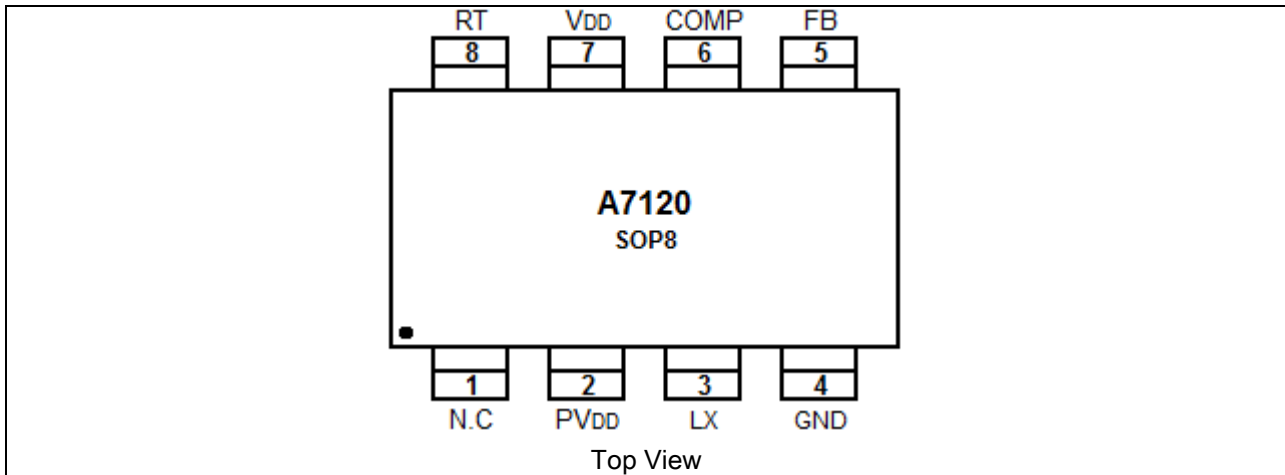 RT VDD COMP FB
8 7 6 5
A7120
SOP8
1 2 3 4
N.C PVDD LX GND
Top View